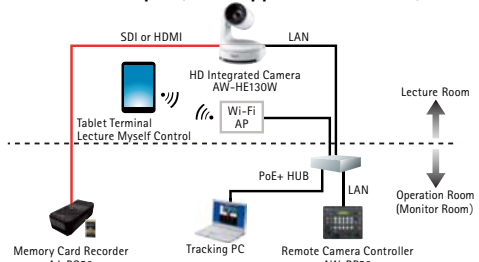 SDI or HDMI
LAN
HD Integrated Camera
AW-HE130W
Lecture Room
Wi-Fi
AP
Tablet Terminal
Lecture Myself Control
PoE+ HUB
LAN
Operation Room
(Monitor Room)
Memory Card Recorder
Tracking PC
Remote Camera Controller